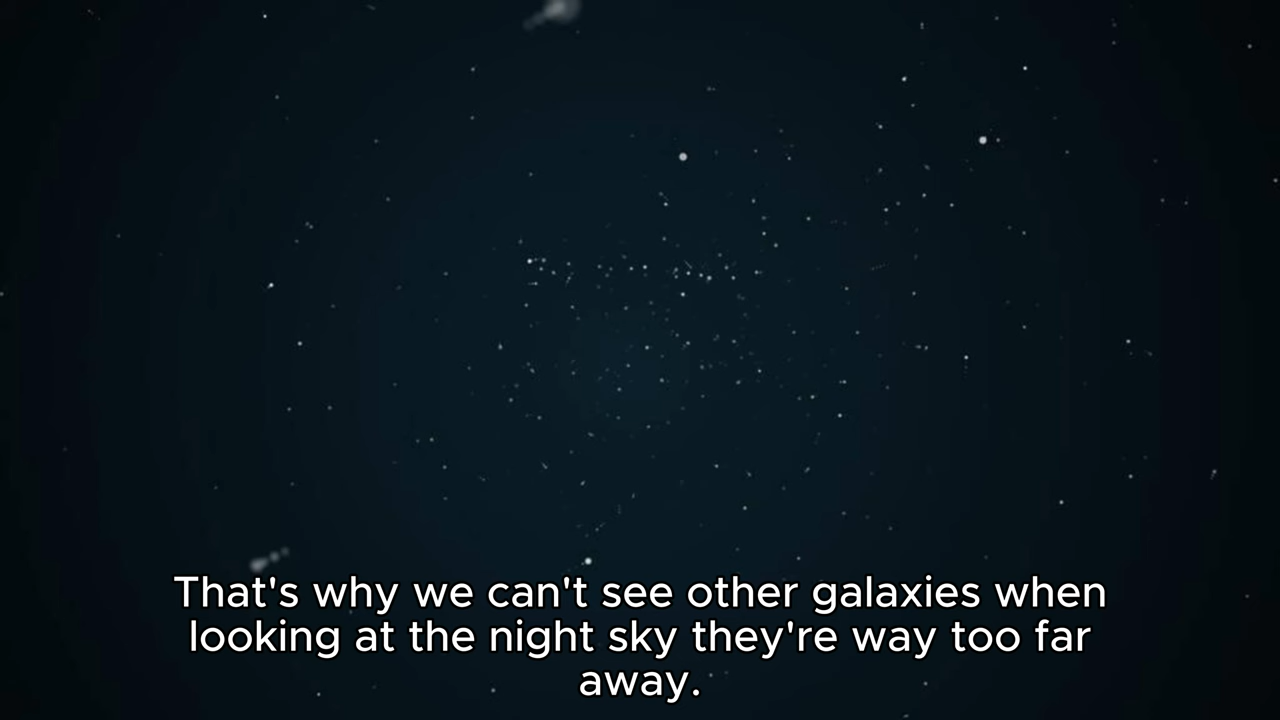 That's why we can't see other galaxies when
looking at the night sky they're way too far
away.